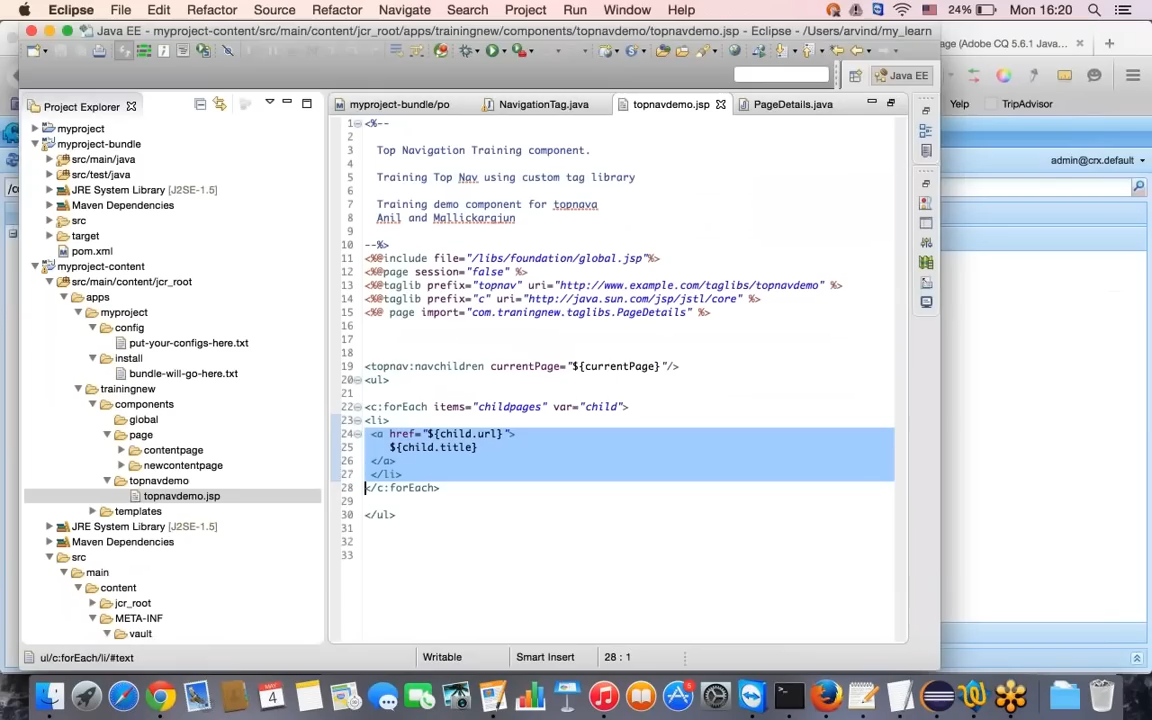 Eclipse File Edit Refactor Source Refactor Navigate Search Project Run Window Help 24% Mon 16:20
Java EE - myproject-content/src/main/content/jcr_root/apps/trainingnew/components/topnavdemo/topnavdemo.jsp - Eclipse - /Users/arvind/my_learn
age (Adobe CQ 5.6.1 Java…
Java EE
Yelp TripAdvisor
Project Explorer
myproject-bundle/po NavigationTag.java topnavdemo.jsp PageDetails.java
admin@crx.default
/co
myproject
myproject-bundle
src/main/java
src/test/java
JRE System Library [J2SE-1.5]
Maven Dependencies
src
target
pom.xml
myproject-content
src/main/content/jcr_root
apps
myproject
config
put-your-configs-here.txt
install
bundle-will-go-here.txt
trainingnew
components
global
page
contentpage
newcontentpage
topnavdemo
topnavdemo.jsp
templates
JRE System Library [J2SE-1.5]
Maven Dependencies
src
main
content
jcr_root
META-INF
vault
1 <%--
2
3 Top Navigation Training component.
4
5 Training Top Nav using custom tag library
6
7 Training demo component for topnava
8 Anil and Mallickarajun
9
10 --%>
11 <%@include file="/libs/foundation/global.jsp"%>
12 <%@page session="false" %>
13 <%@taglib prefix="topnav" uri="http://www.example.com/taglibs/topnavdemo" %>
14 <%@taglib prefix="c" uri="http://java.sun.com/jsp/jstl/core" %>
15 <%@ page import="com.traningnew.taglibs.PageDetails" %>
16
17
18
19 <topnav:navchildren currentPage="${currentPage}"/>
20 <ul>
21
22 <c:forEach items="childpages" var="child">
23 <li>
24 <a href="${child.url}">
25 ${child.title}
26 </a>
27 </li>
28 </c:forEach>
29
30 </ul>
31
32
33
ul/c:forEach/li/#text Writable Smart Insert 28 : 1